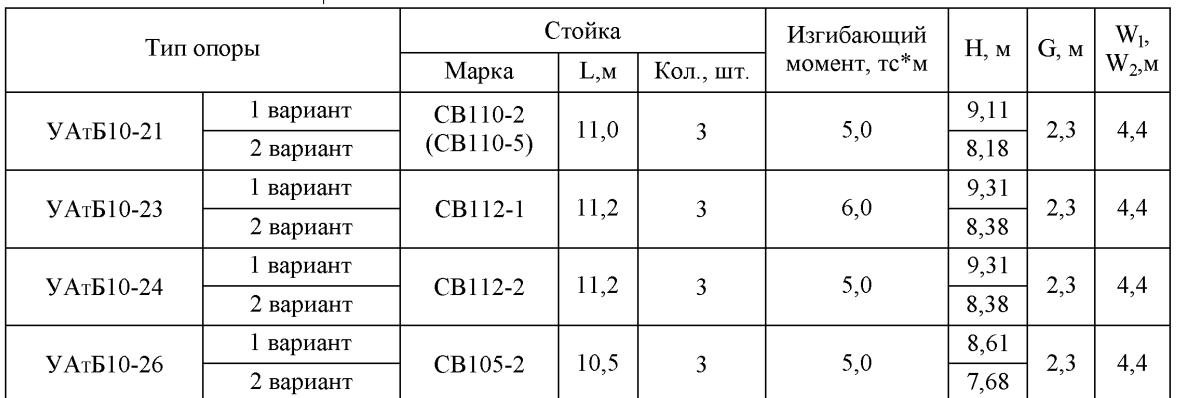 Тип опоры Стойка Изгибающий момент, тс*м H, м G, м W₁, W₂,м
Марка L,м Кол., шт.
УАтБ10-21 1 вариант СВ110-2 (СВ110-5) 11,0 3 5,0 9,11 2,3 4,4
2 вариант 8,18
УАтБ10-23 1 вариант СВ112-1 11,2 3 6,0 9,31 2,3 4,4
2 вариант 8,38
УАтБ10-24 1 вариант СВ112-2 11,2 3 5,0 9,31 2,3 4,4
2 вариант 8,38
УАтБ10-26 1 вариант СВ105-2 10,5 3 5,0 8,61 2,3 4,4
2 вариант 7,68